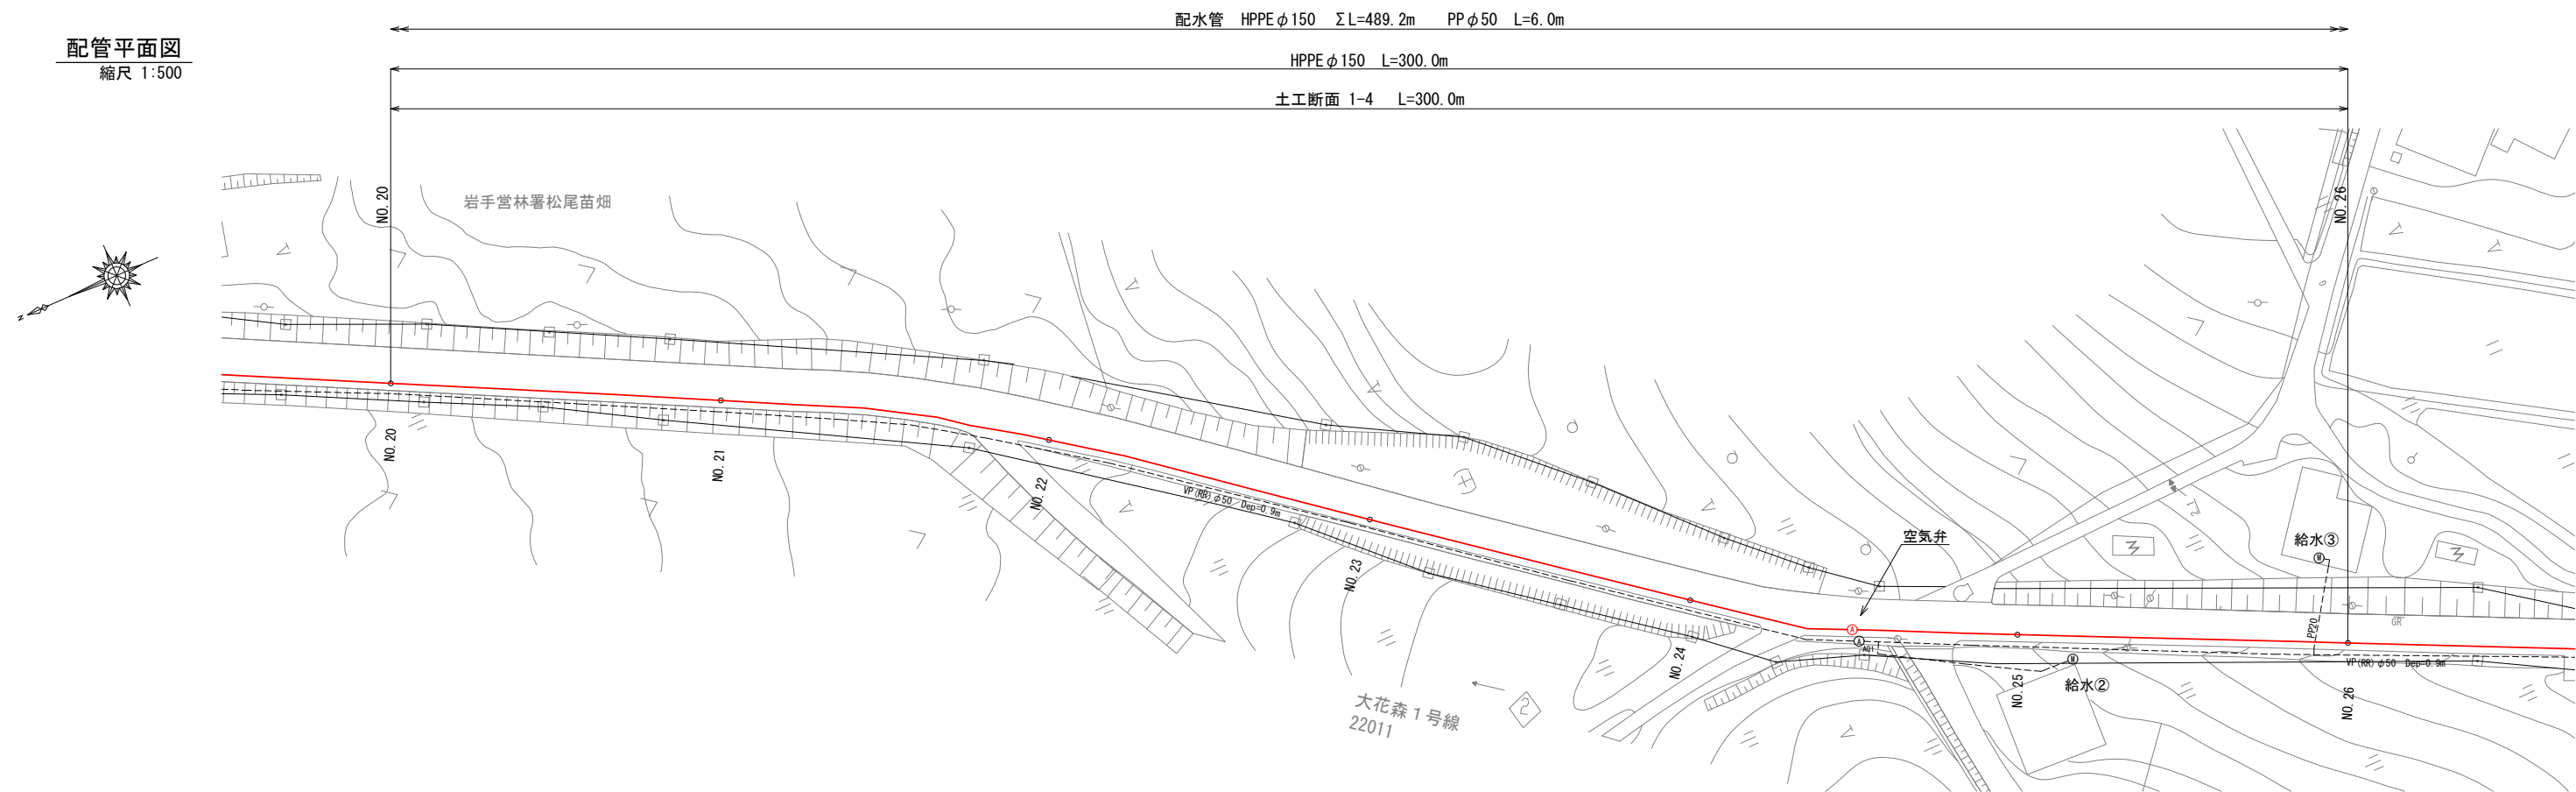 配水管 HPPEφ150 ΣL=489.2m PPφ50 L=6.0m
配管平面図
縮尺 1:500
HPPEφ150 L=300.0m
土工断面 1-4 L=300.0m
NO.20
岩手営林署松尾苗畑
NO.26
N
NO.20
NO.21
NO.22
VP(RR)φ50 Dep=0.9m
NO.23
空気弁
給水③
M
PP20
GR
A
A
AQ1
M
給水②
NO.24
NO.25
NO.26
VP(RR)φ50 Dep=0.9m
大花森1号線
22011
2